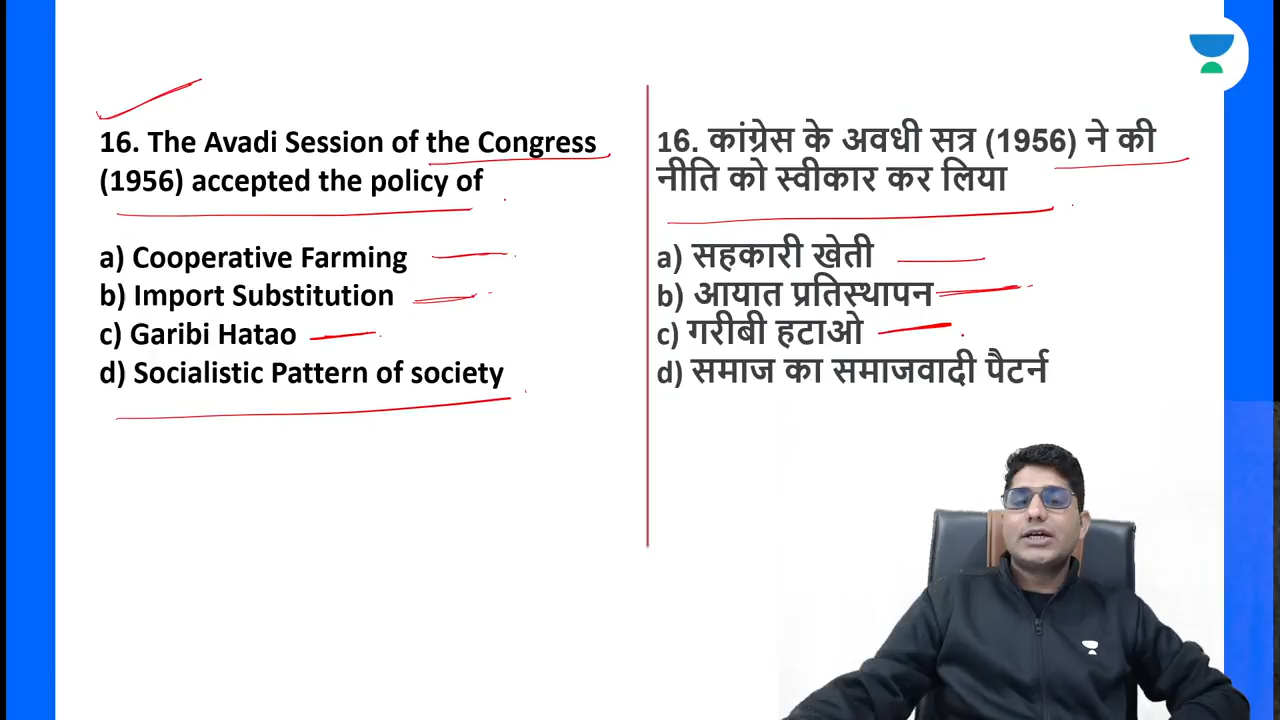 16. The Avadi Session of the Congress
(1956) accepted the policy of
a) Cooperative Farming
b) Import Substitution
c) Garibi Hatao
d) Socialistic Pattern of society
16. कांग्रेस के अवधी सत्र (1956) ने की
नीति को स्वीकार कर लिया
a) सहकारी खेती
b) आयात प्रतिस्थापन
c) गरीबी हटाओ
d) समाज का समाजवादी पैटर्न